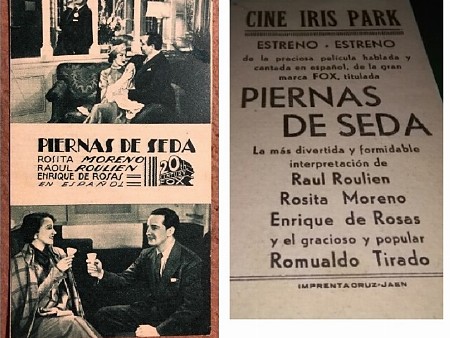 PIERNAS DE SEDA
ROSITA MORENO
RAOUL ROULIEN
ENRIQUE DE ROSAS
EN ESPAÑOL
20
CENTURY
FOX
CINE IRIS PARK
ESTRENO - ESTRENO
de la preciosa película hablada y
cantada en español, de la gran
marca FOX, titulada
PIERNAS
DE SEDA
La más divertida y formidable
interpretación de
Raul Roulien
Rosita Moreno
Enrique de Rosas
y el gracioso y popular
Romualdo Tirado
IMPRENTA CRUZ-JAEN